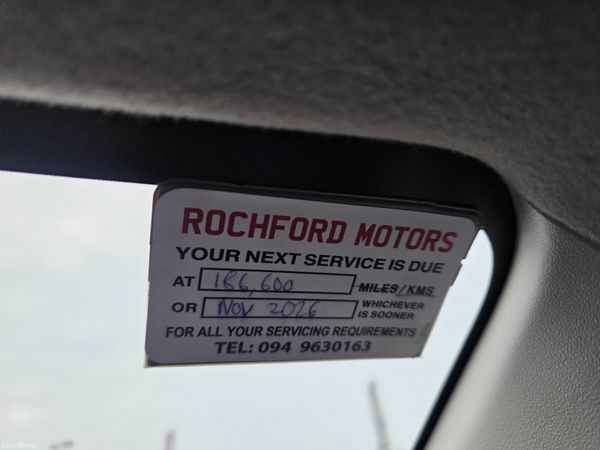 ROCHFORD MOTORS
YOUR NEXT SERVICE IS DUE
AT 186,600 MILES/KMS
OR NOV 2026 WHICHEVER IS SOONER
FOR ALL YOUR SERVICING REQUIREMENTS
TEL: 094 9630163
DoneDeal